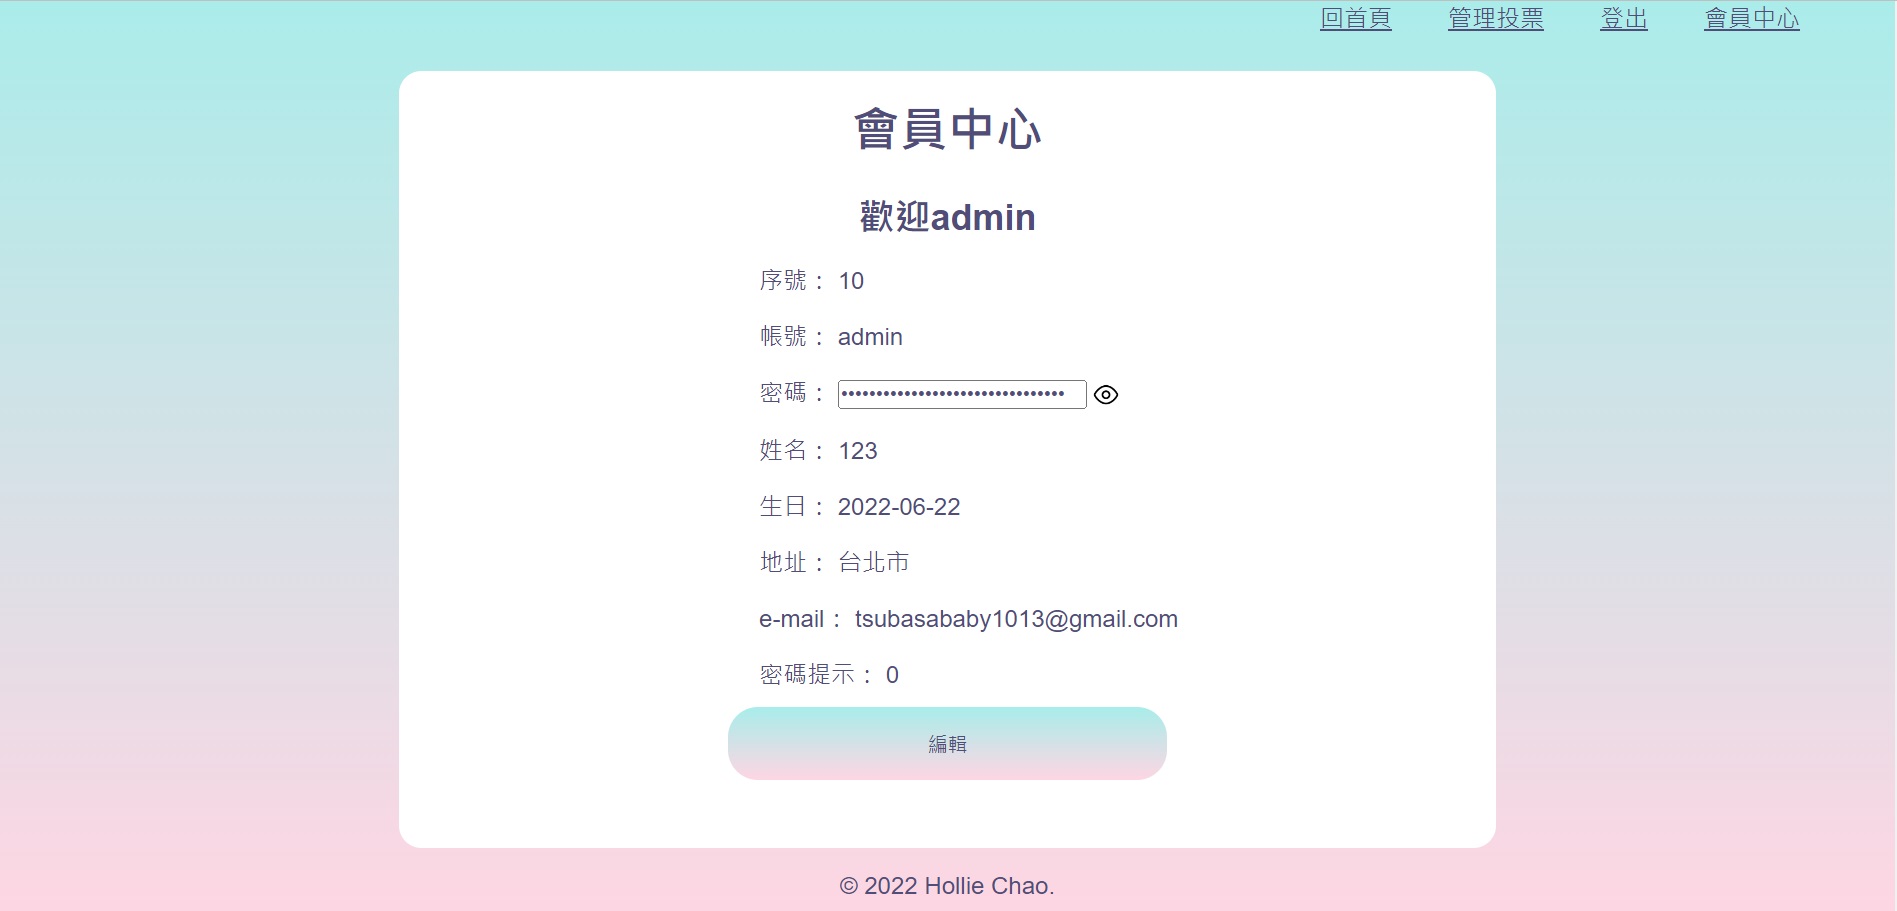 回首頁 管理投票 登出 會員中心
會員中心
歡迎admin
序號： 10
帳號： admin
密碼： ••••••••••••••••••••••••••••••••
姓名： 123
生日： 2022-06-22
地址： 台北市
e-mail： tsubasababy1013@gmail.com
密碼提示： 0
編輯
© 2022 Hollie Chao.